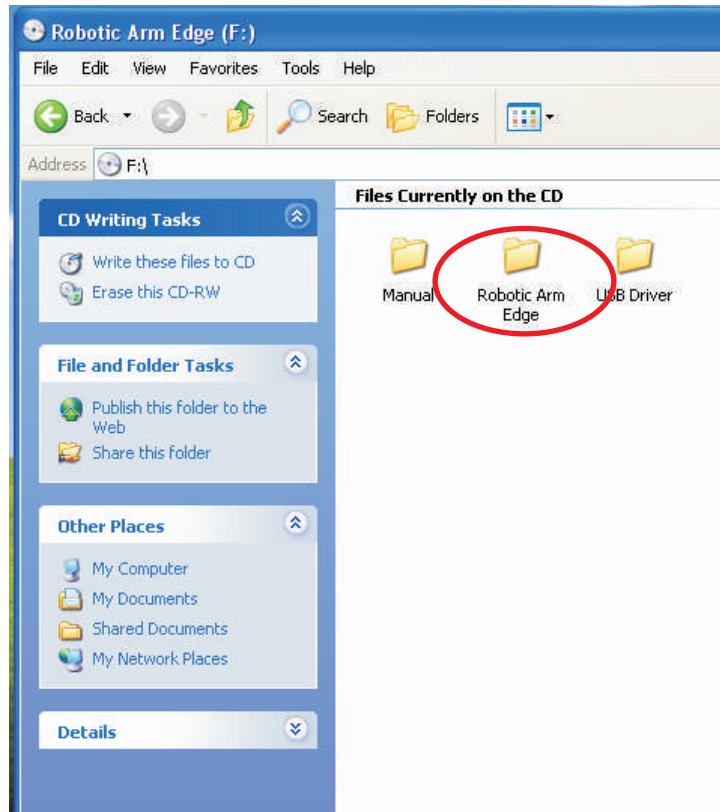 Robotic Arm Edge (F:)
File Edit View Favorites Tools Help
Back Search Folders
Address F:\
Files Currently on the CD
CD Writing Tasks
Write these files to CD
Erase this CD-RW
Manual Robotic Arm USB Driver
Edge
File and Folder Tasks
Publish this folder to the
Web
Share this folder
Other Places
My Computer
My Documents
Shared Documents
My Network Places
Details